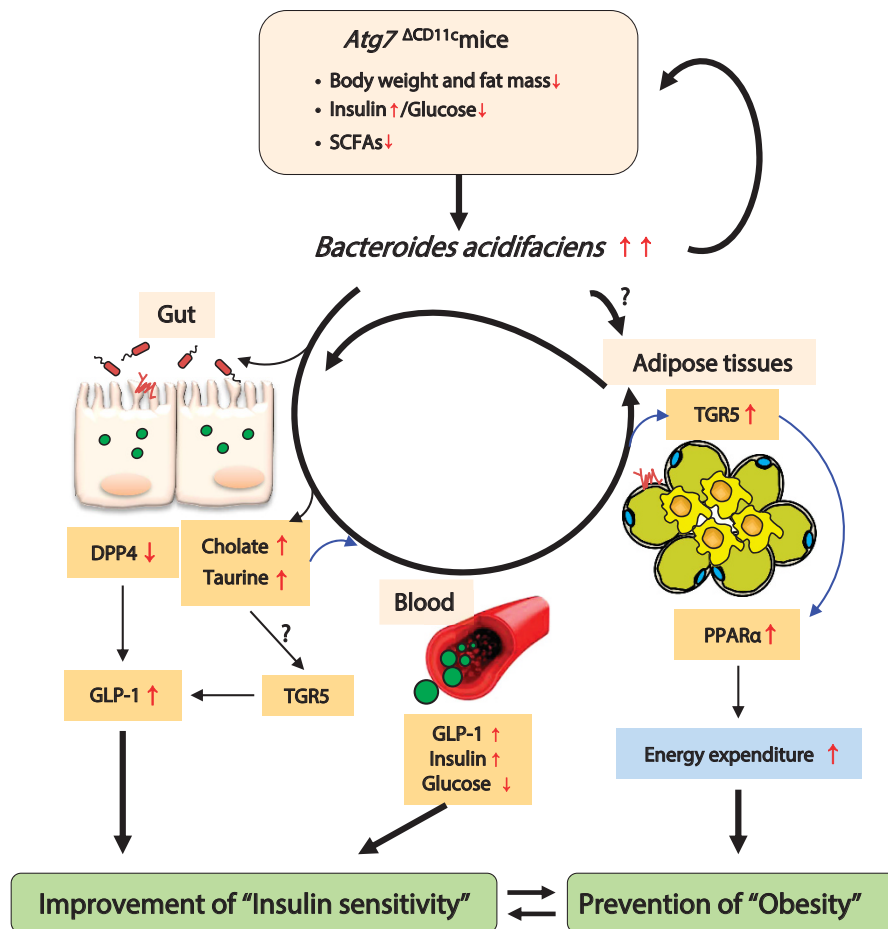 Atg7 ΔCD11c mice
• Body weight and fat mass↓
• Insulin↑/Glucose↓
• SCFAs↓
Bacteroides acidifaciens ↑ ↑
?
Gut
Adipose tissues
TGR5 ↑
DPP4 ↓
Cholate ↑
Taurine ↑
Blood
?
PPARα ↑
GLP-1 ↑
TGR5
GLP-1 ↑
Insulin ↑
Glucose ↓
Energy expenditure ↑
Improvement of “Insulin sensitivity”
Prevention of “Obesity”